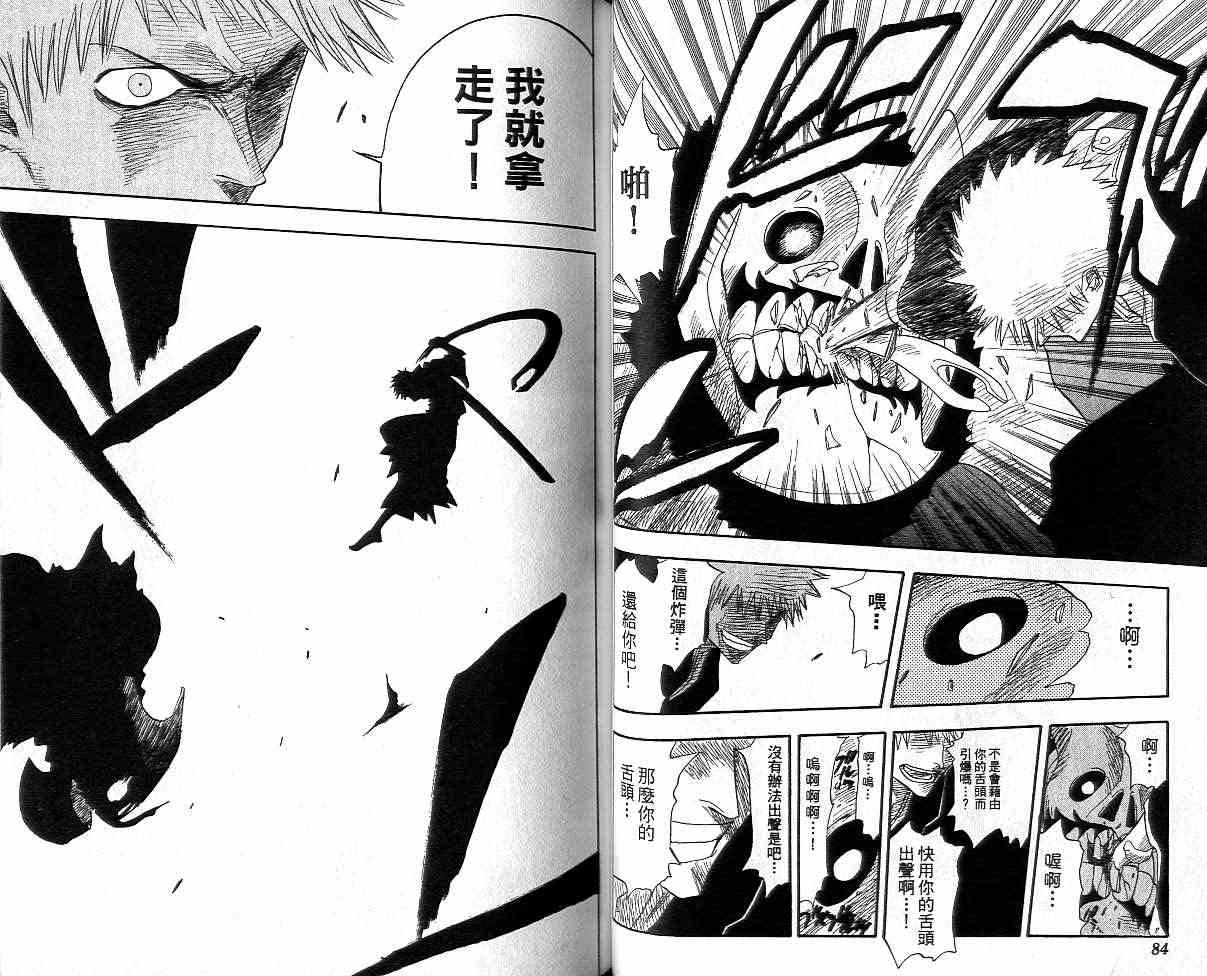 啪！
…啊…
喂…
這個炸彈…
還給你吧！
啊…
喔啊…
不是會藉由
你的舌頭而
引爆嗎…？
快用你的舌頭
出聲啊…！
啊…嗚…
嗚啊啊啊…！
沒有辦法出聲是吧…
那麼你的
舌頭…
84
我就拿
走了！